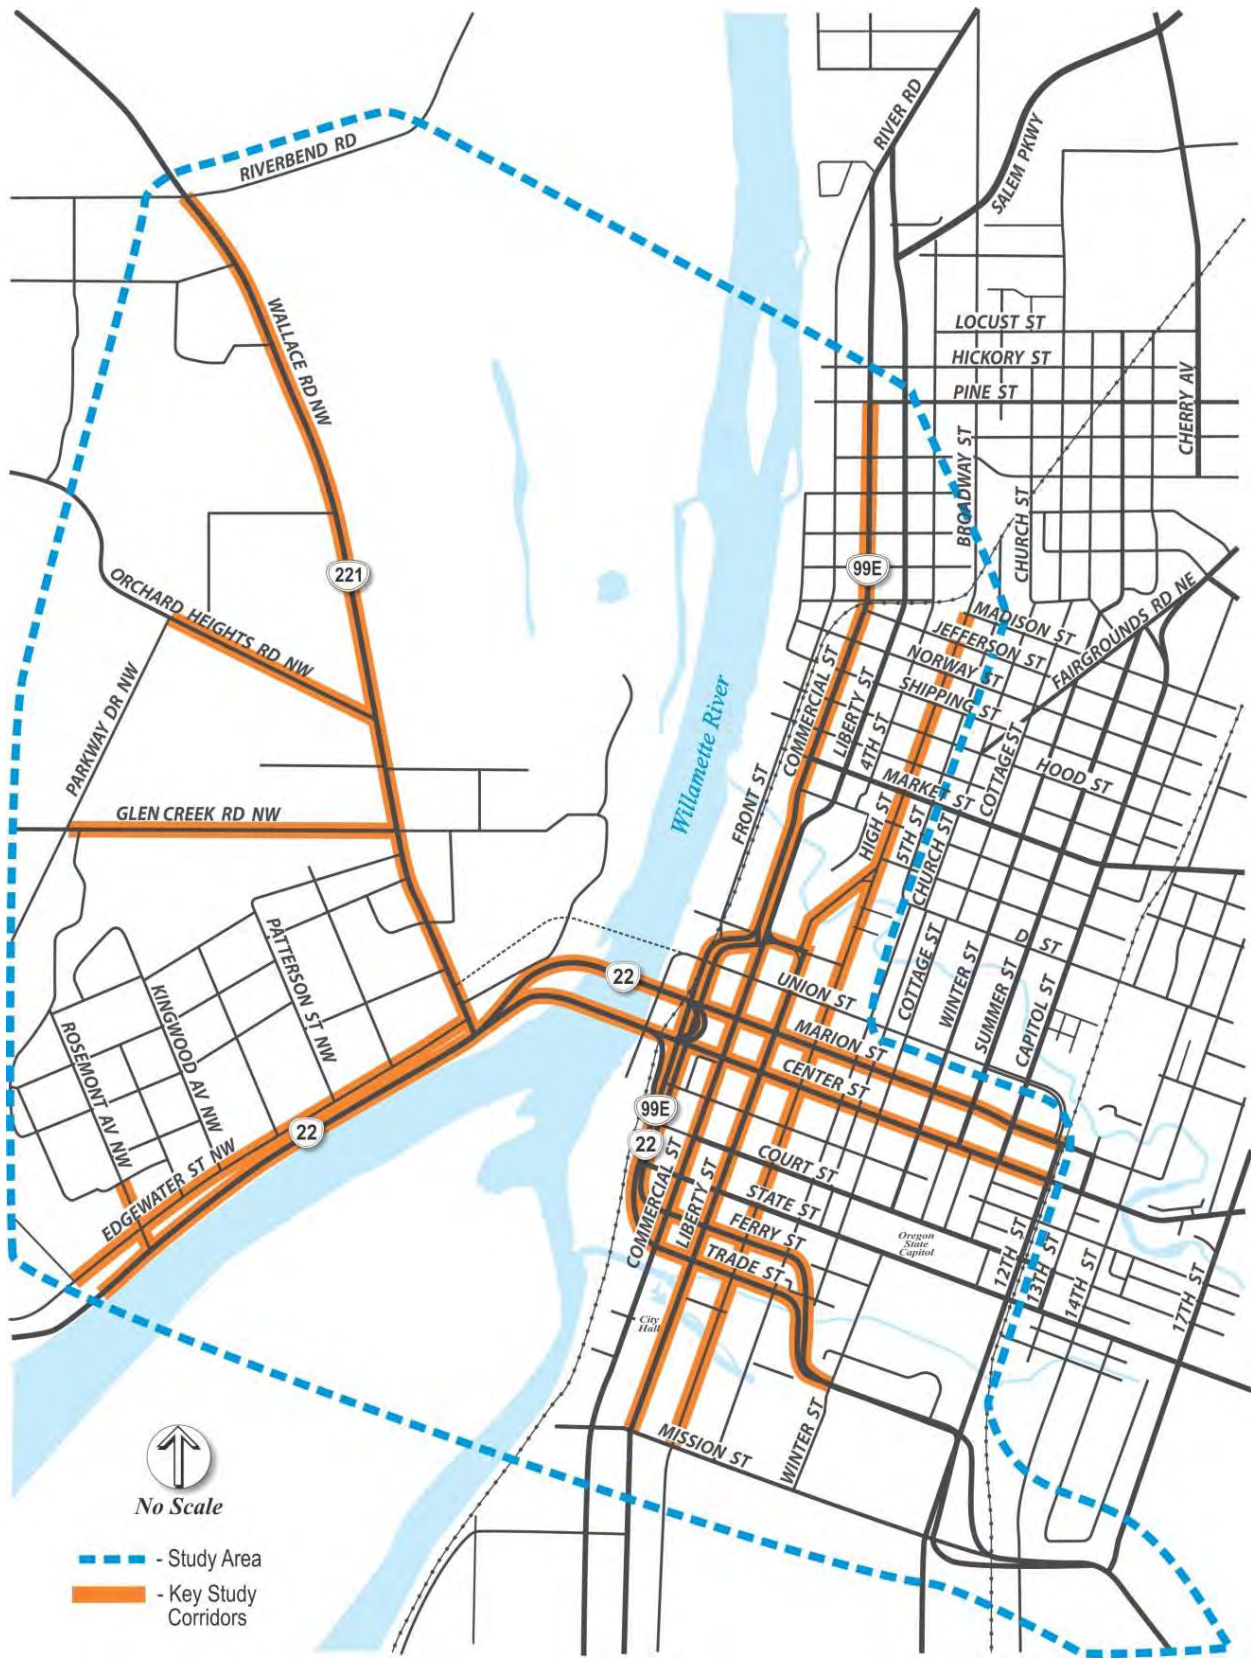 RIVER RD
SALEM PKWY
RIVERBEND RD
WALLACE RD NW
LOCUST ST
HICKORY ST
PINE ST
CHERRY AV
BROADWAY ST
CHURCH ST
221
99E
ORCHARD HEIGHTS RD NW
PARKWAY DR NW
MADISON ST
JEFFERSON ST
NORWAY ST
SHIPPING ST
FAIRGROUNDS RD NE
COMMERCIAL ST
LIBERTY ST
4TH ST
Willamette River
FRONT ST
MARKET ST
COTTAGE ST
HOOD ST
GLEN CREEK RD NW
HIGH ST
5TH ST
CHURCH ST
PATTERSON ST NW
KINGWOOD AV NW
ROSEMONT AV NW
EDGEWATER ST NW
22
22
COTTAGE ST
WINTER ST
D ST
SUMMER ST
CAPITOL ST
UNION ST
MARION ST
CENTER ST
99E
22
COMMERCIAL ST
LIBERTY ST
COURT ST
STATE ST
FERRY ST
TRADE ST
Oregon
State
Capitol
12TH ST
13TH ST
14TH ST
17TH ST
City
Hall
MISSION ST
WINTER ST
No Scale
- Study Area
- Key Study
Corridors